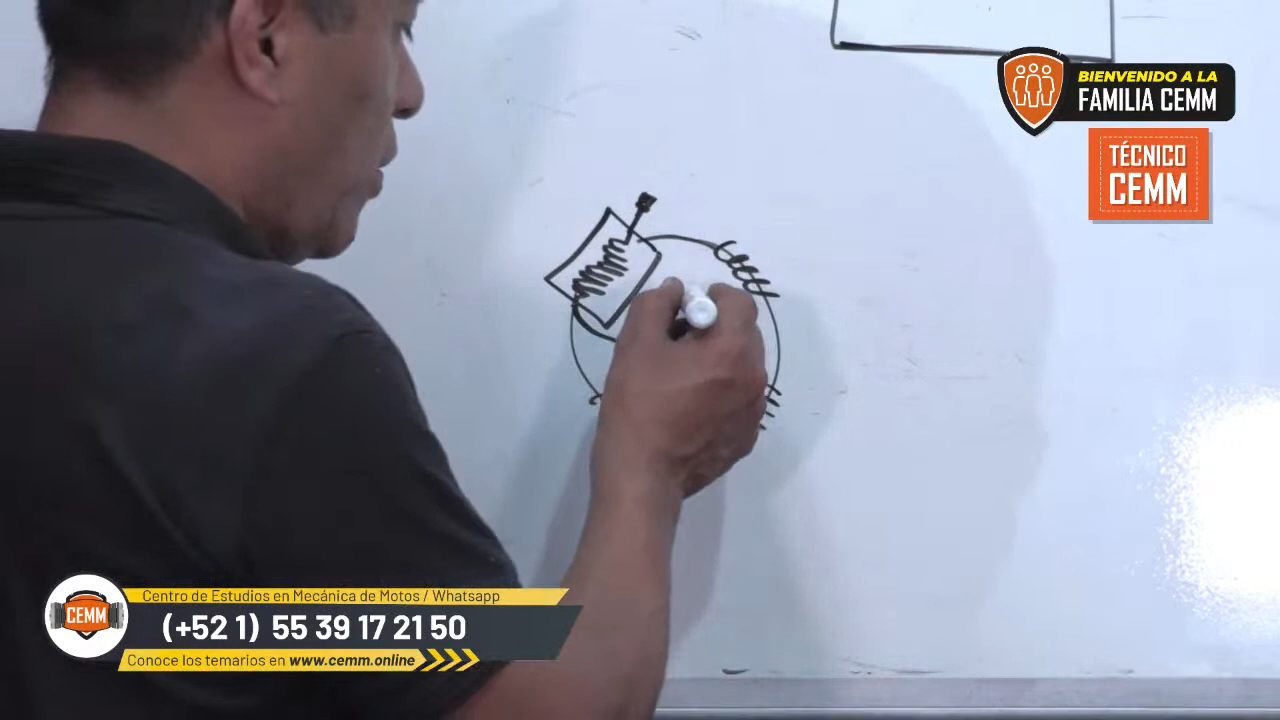 BIENVENIDO A LA
FAMILIA CEMM
TÉCNICO
CEMM
Centro de Estudios en Mecánica de Motos / Whatsapp
CEMM
(+52 1) 55 39 17 21 50
Conoce los temarios en www.cemm.online